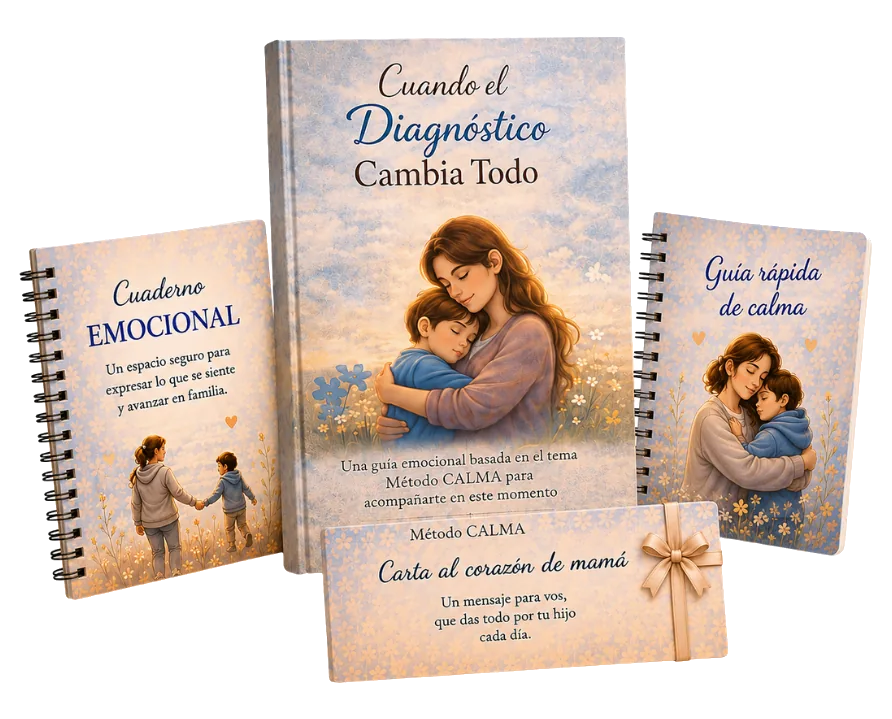 Cuando el
Diagnóstico
Cambia Todo
Una guía emocional basada en el tema
Método CALMA para
acompañarte en este momento
Cuaderno
EMOCIONAL
Un espacio seguro para
expresar lo que se siente
y avanzar en familia.
Guía rápida
de calma
Método CALMA
Carta al corazón de mamá
Un mensaje para vos,
que das todo por tu hijo
cada día.